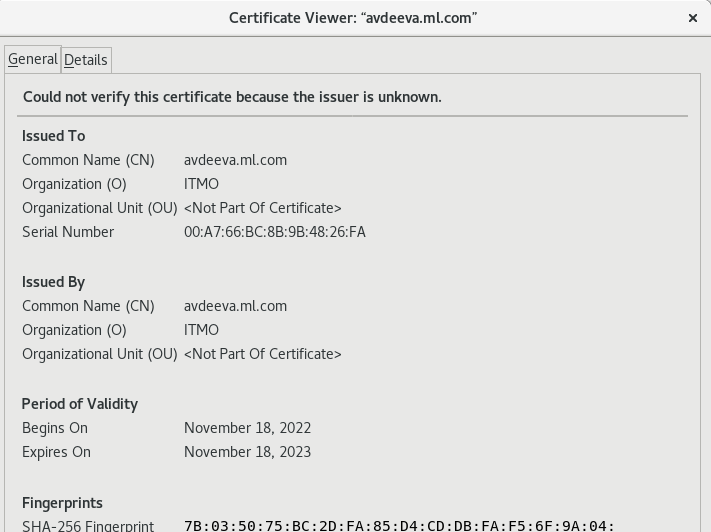 Certificate Viewer: “avdeeva.ml.com”
General Details
Could not verify this certificate because the issuer is unknown.
Issued To
Common Name (CN) avdeeva.ml.com
Organization (O) ITMO
Organizational Unit (OU) <Not Part Of Certificate>
Serial Number 00:A7:66:BC:8B:9B:48:26:FA
Issued By
Common Name (CN) avdeeva.ml.com
Organization (O) ITMO
Organizational Unit (OU) <Not Part Of Certificate>
Period of Validity
Begins On November 18, 2022
Expires On November 18, 2023
Fingerprints
SHA-256 Fingerprint 7B:03:50:75:BC:2D:FA:85:D4:CD:DB:FA:F5:6F:9A:04: